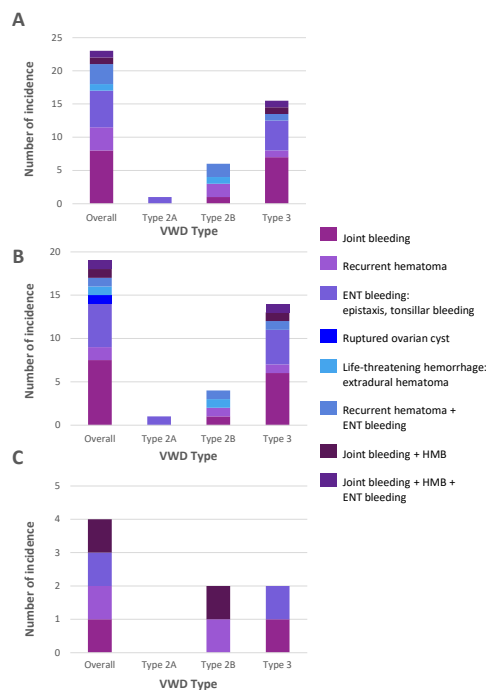 A
Number of incidence
25
20
15
10
5
0
Overall Type 2A Type 2B Type 3
VWD Type
B
Number of incidence
20
15
10
5
0
Overall Type 2A Type 2B Type 3
VWD Type
C
Number of incidence
5
4
3
2
1
0
Overall Type 2A Type 2B Type 3
VWD Type
Joint bleeding
Recurrent hematoma
ENT bleeding:
epistaxis, tonsillar bleeding
Ruptured ovarian cyst
Life-threatening hemorrhage:
extradural hematoma
Recurrent hematoma +
ENT bleeding
Joint bleeding + HMB
Joint bleeding + HMB +
ENT bleeding